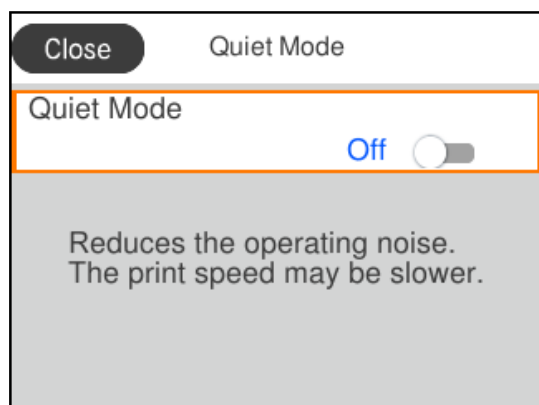 Close
Quiet Mode
Quiet Mode
Off
Reduces the operating noise.
The print speed may be slower.